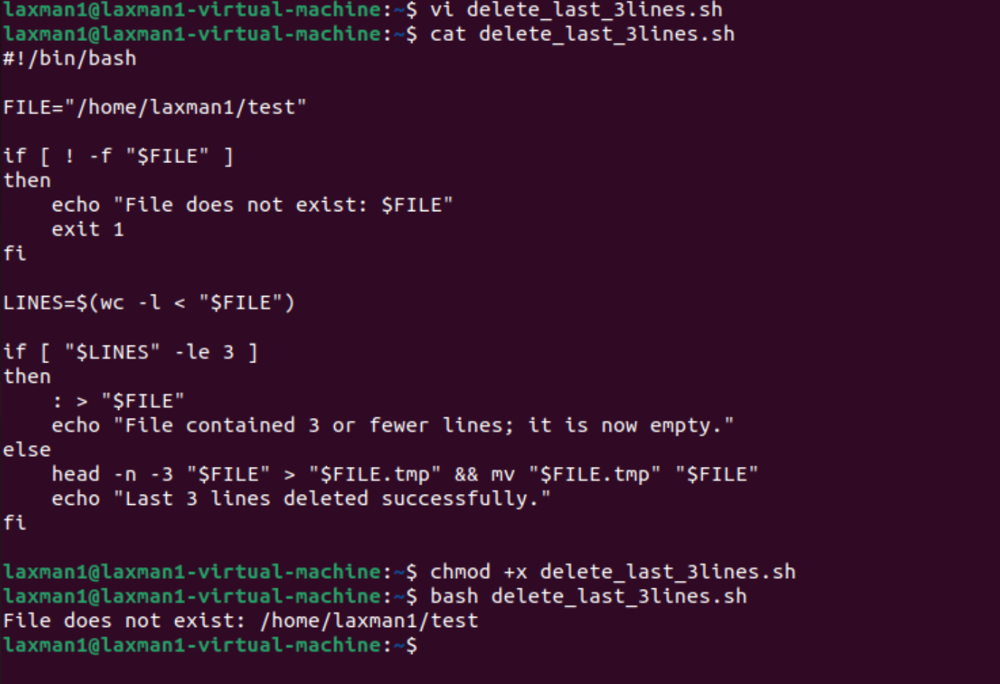 laxman1@laxman1-virtual-machine:~$ vi delete_last_3lines.sh
laxman1@laxman1-virtual-machine:~$ cat delete_last_3lines.sh
#!/bin/bash

FILE="/home/laxman1/test"

if [ ! -f "$FILE" ]
then
    echo "File does not exist: $FILE"
    exit 1
fi

LINES=$(wc -l < "$FILE")

if [ "$LINES" -le 3 ]
then
    : > "$FILE"
    echo "File contained 3 or fewer lines; it is now empty."
else
    head -n -3 "$FILE" > "$FILE.tmp" && mv "$FILE.tmp" "$FILE"
    echo "Last 3 lines deleted successfully."
fi

laxman1@laxman1-virtual-machine:~$ chmod +x delete_last_3lines.sh
laxman1@laxman1-virtual-machine:~$ bash delete_last_3lines.sh
File does not exist: /home/laxman1/test
laxman1@laxman1-virtual-machine:~$